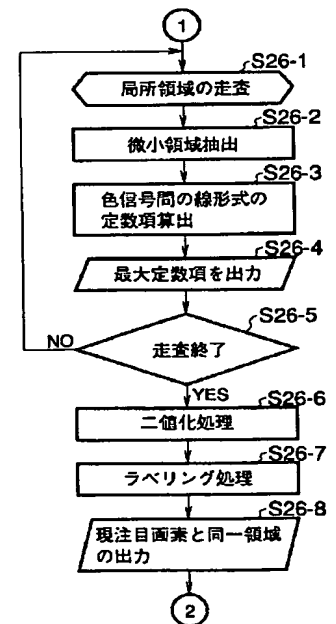 1
S26-1
局所領域の走査
S26-2
微小領域抽出
S26-3
色信号間の線形式の
定数項算出
S26-4
最大定数項を出力
S26-5
走査終了
NO
YES
S26-6
二値化処理
S26-7
ラベリング処理
S26-8
現注目画素と同一領域
の出力
2